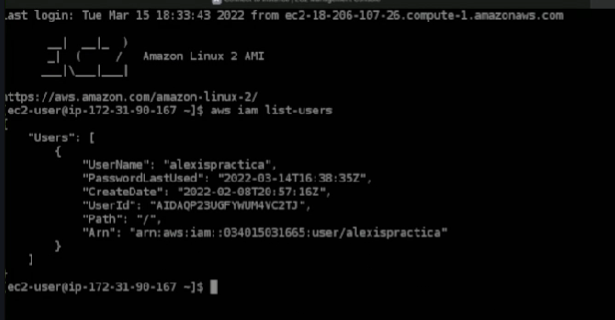 ast login: Tue Mar 15 18:33:43 2022 from ec2-18-206-107-26.compute-1.amazonaws.com
__|  __|_  )
_|  (     /   Amazon Linux 2 AMI
___|\___|___|
ttps://aws.amazon.com/amazon-linux-2/
[ec2-user@ip-172-31-90-167 ~]$ aws iam list-users
{
"Users": [
{
"UserName": "alexispractica",
"PasswordLastUsed": "2022-03-14T16:38:35Z",
"CreateDate": "2022-02-08T20:57:16Z",
"UserId": "AIDAQP23UGFYWUM4VC2TJ",
"Path": "/",
"Arn": "arn:aws:iam::034015031665:user/alexispractica"
}
]
}
[ec2-user@ip-172-31-90-167 ~]$